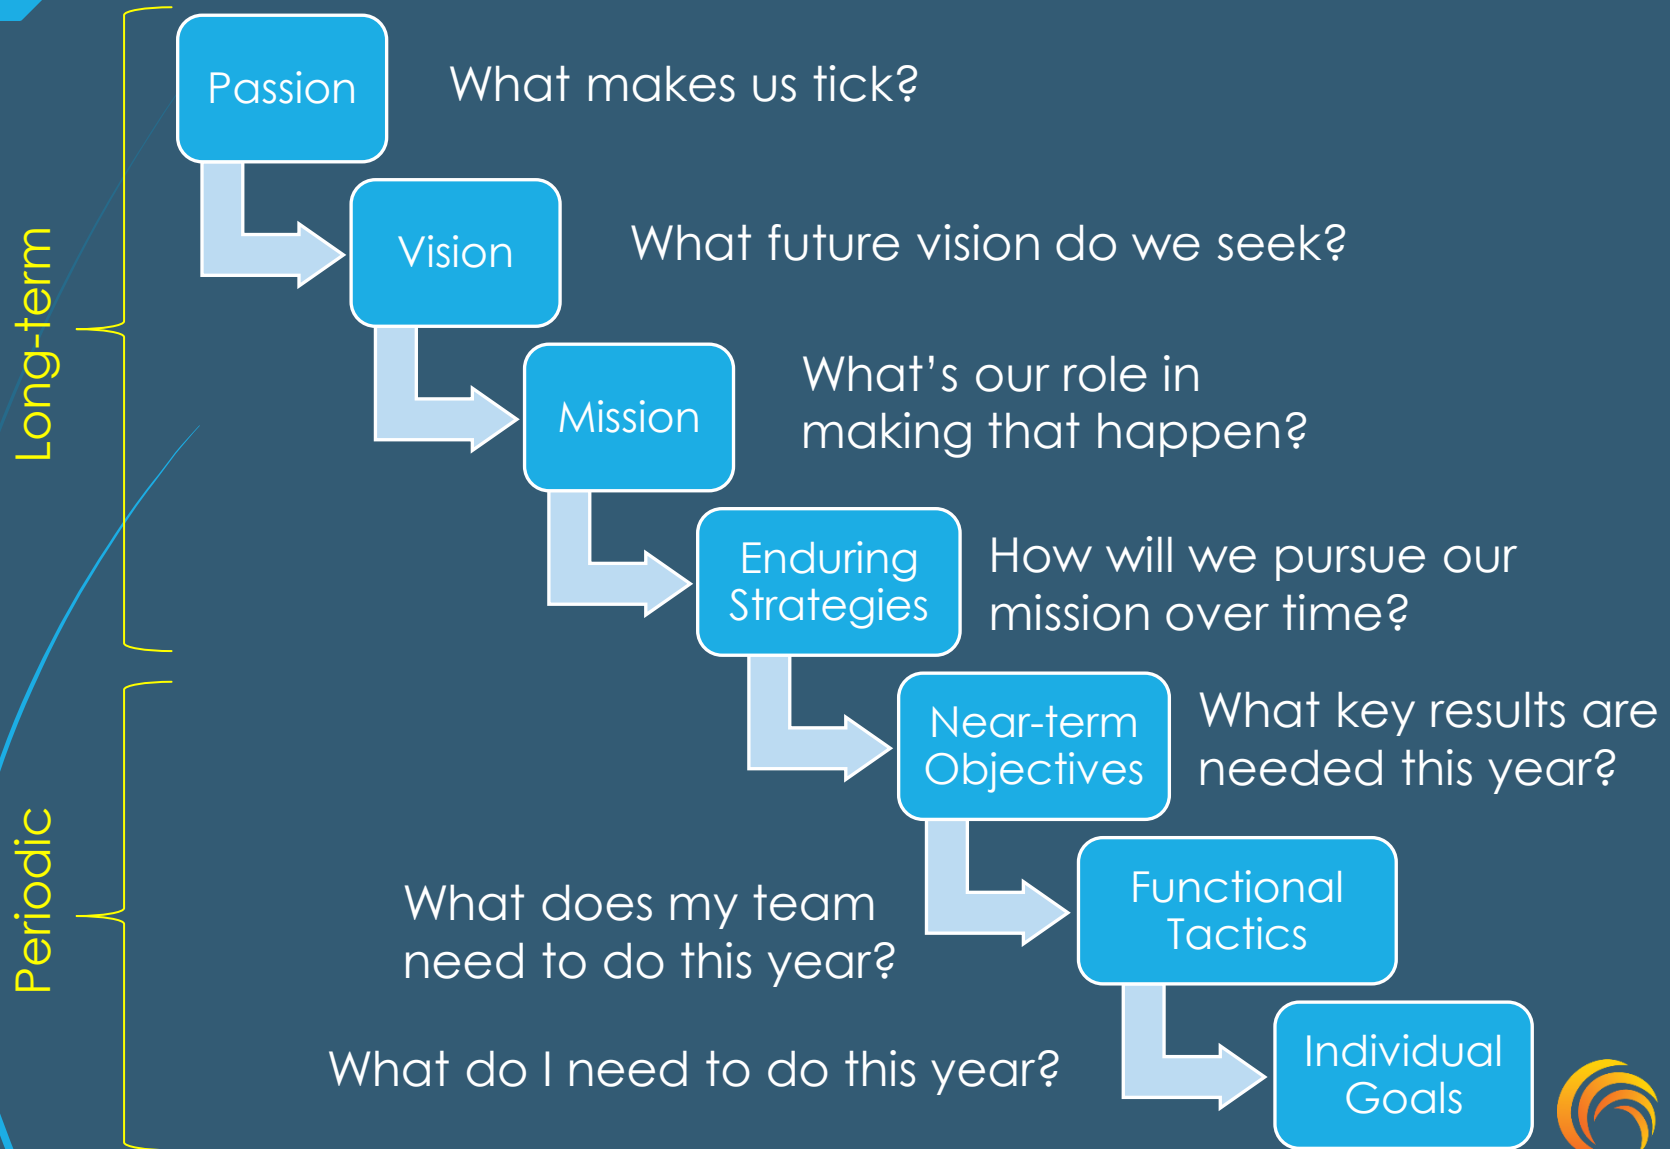 Passion
What makes us tick?
Vision
What future vision do we seek?
Mission
What’s our role in
making that happen?
Enduring
Strategies
How will we pursue our
mission over time?
Long-term
Near-term
Objectives
What key results are
needed this year?
Functional
Tactics
What does my team
need to do this year?
Individual
Goals
What do I need to do this year?
Periodic